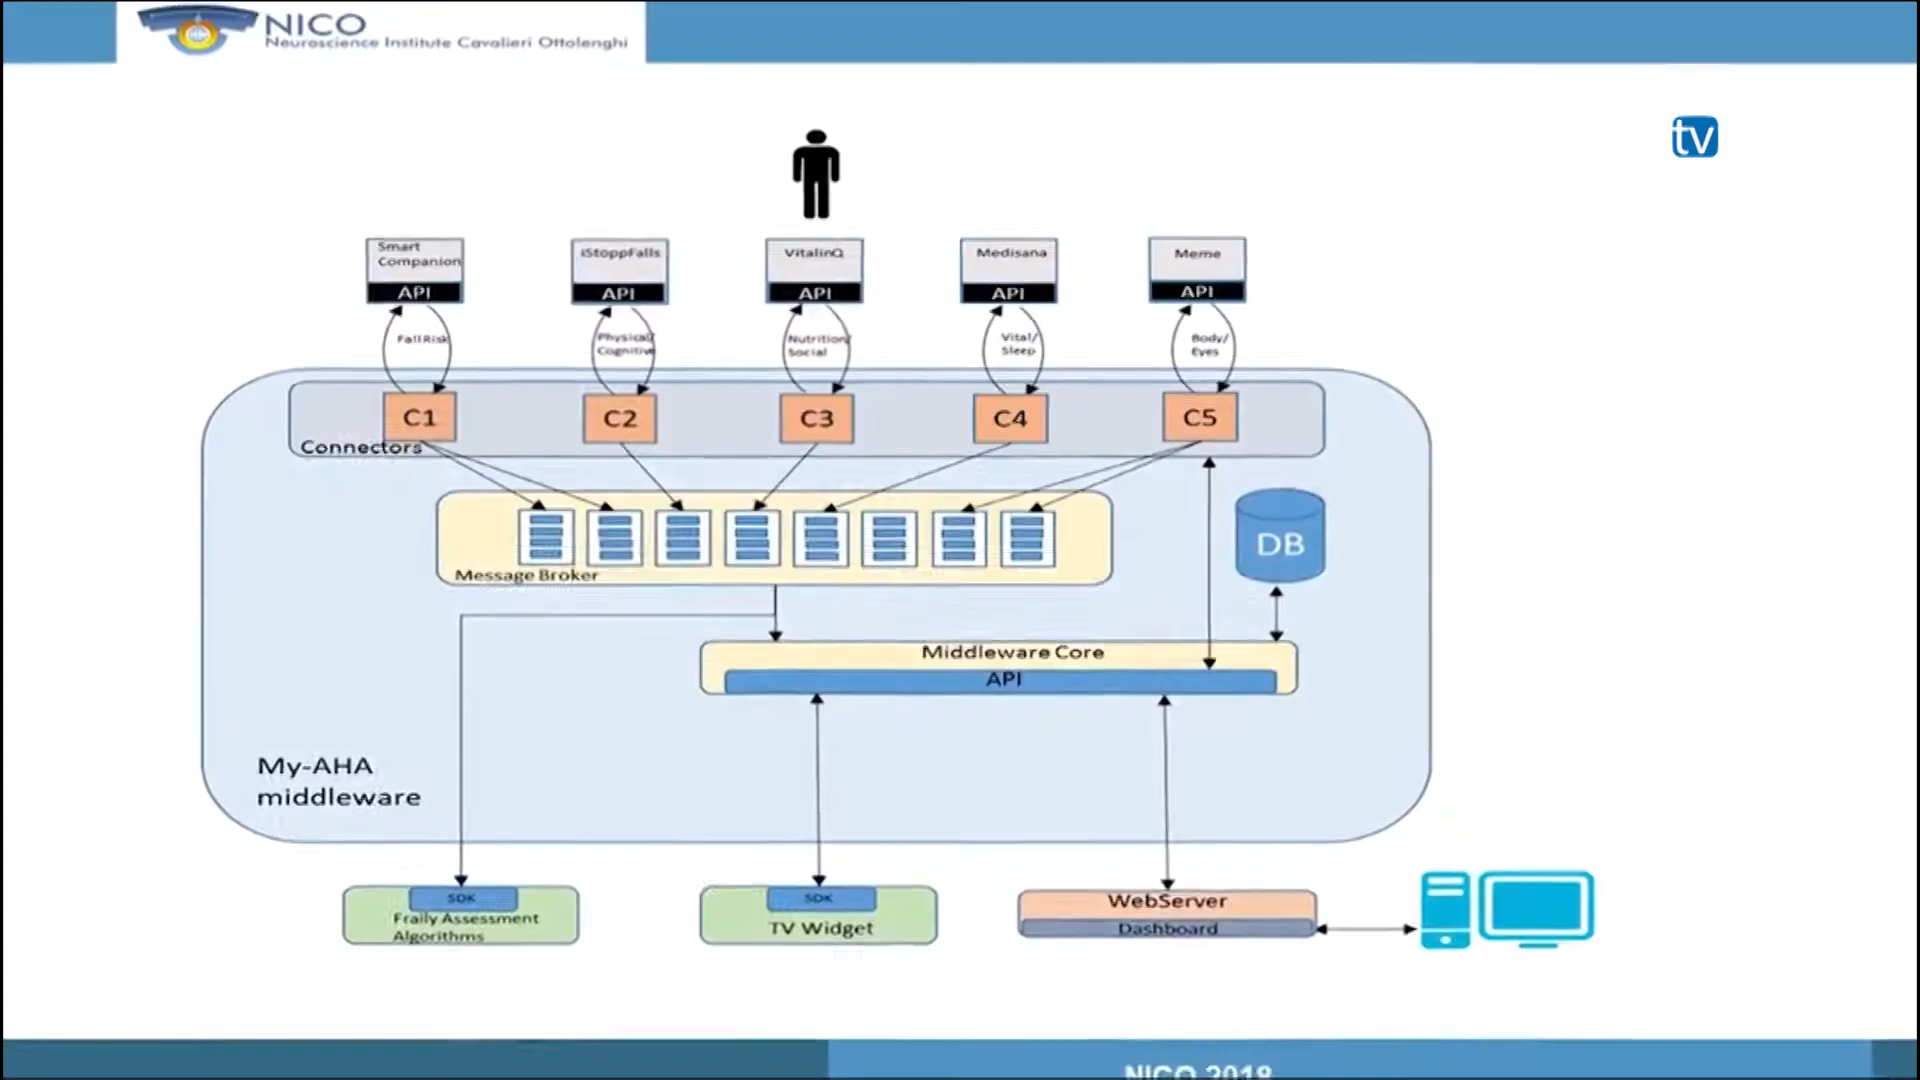 NICO
Neuroscience Institute Cavalieri Ottolenghi
tv
Smart
Companion
API
iStoppFalls
API
VitalinQ
API
Medisana
API
Meme
API
Fall Risk
Physical/
Cognitive
Nutrition/
Social
Vital/
Sleep
Body/
Eyes
C1
C2
C3
C4
C5
Connectors
Message Broker
DB
Middleware Core
API
My-AHA
middleware
SDK
Fraily Assessment
Algorithms
SDK
TV Widget
WebServer
Dashboard
NICO 2018